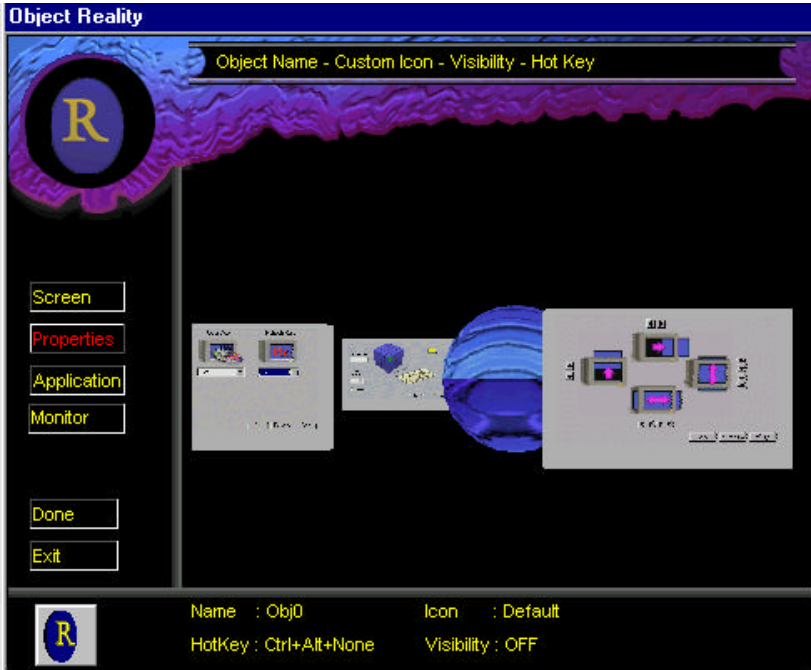 Object Reality
Object Name - Custom Icon - Visibility - Hot Key
R
Screen
Properties
Application
Monitor
Done
Exit
R
Name : Obj0 Icon : Default
HotKey : Ctrl+Alt+None Visibility : OFF